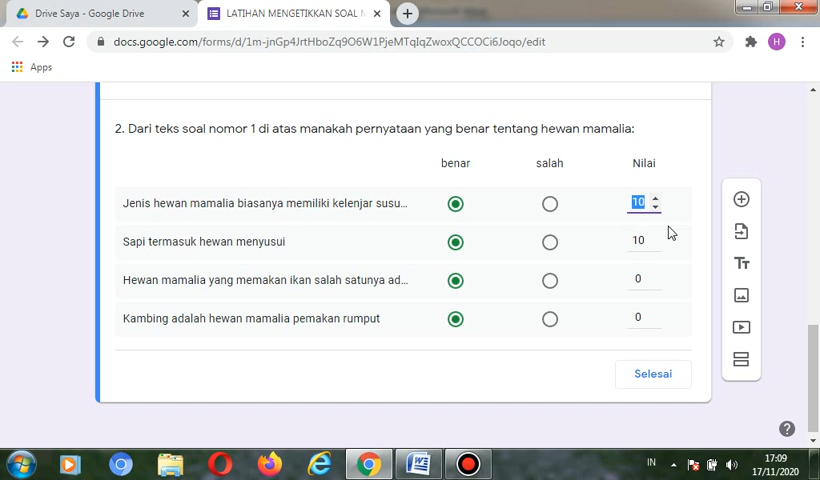 Drive Saya - Google Drive
LATIHAN MENGETIKKAN SOAL M
docs.google.com/forms/d/1m-jnGp4JrtHboZq9O6W1PjeMTqIqZwoxQCCOCi6Joqo/edit
H
Apps
2. Dari teks soal nomor 1 di atas manakah pernyataan yang benar tentang hewan mamalia:
benar salah Nilai
Jenis hewan mamalia biasanya memiliki kelenjar susu... 10
Sapi termasuk hewan menyusui 10
Hewan mamalia yang memakan ikan salah satunya ad... 0
Kambing adalah hewan mamalia pemakan rumput 0
Selesai
IN
17:09
17/11/2020